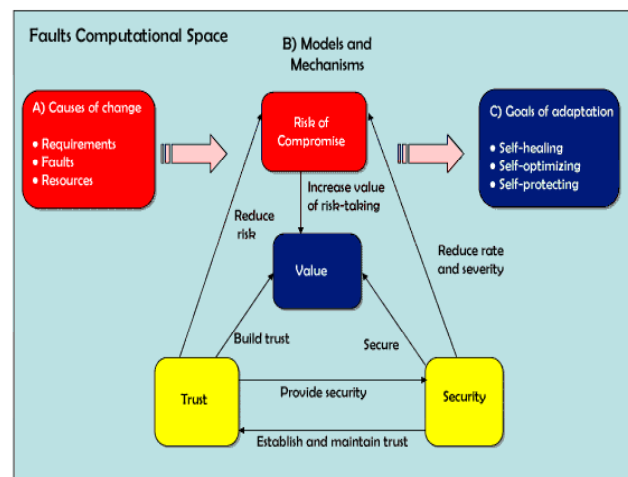 Faults Computational Space
B) Models and
Mechanisms
A) Causes of change
• Requirements
• Faults
• Resources
Risk of
Compromise
C) Goals of adaptation
• Self-healing
• Self-optimizing
• Self-protecting
Increase value
of risk-taking
Reduce
risk
Reduce rate
and severity
Value
Build trust
Secure
Trust
Provide security
Security
Establish and maintain trust